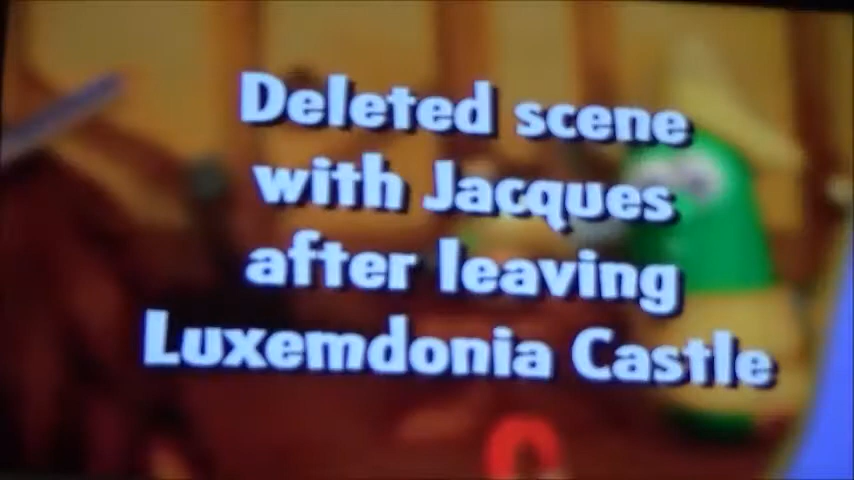 Deleted scene
with Jacques
after leaving
Luxemdonia Castle